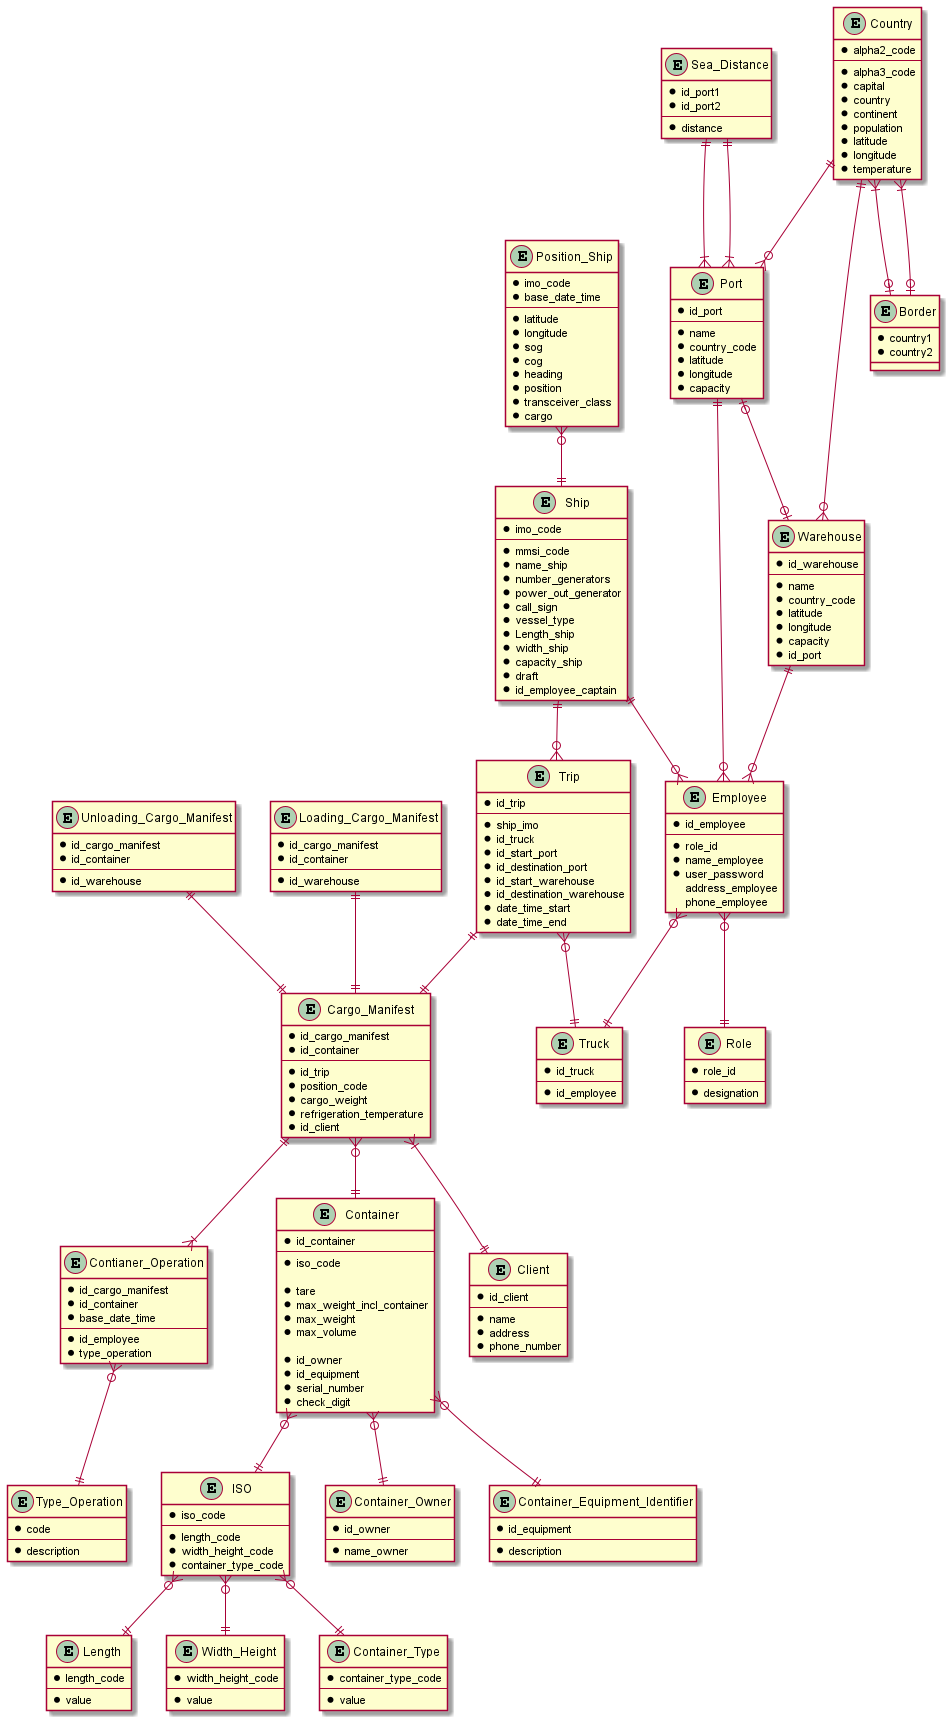 E Country
alpha2_code
alpha3_code
capital
country
continent
population
latitude
longitude
temperature
E Sea_Distance
id_port1
id_port2
distance
E Position_Ship
imo_code
base_date_time
latitude
longitude
sog
cog
heading
position
transceiver_class
cargo
E Port
id_port
name
country_code
latitude
longitude
capacity
E Border
country1
country2
E Ship
imo_code
mmsi_code
name_ship
number_generators
power_out_generator
call_sign
vessel_type
Length_ship
width_ship
capacity_ship
draft
id_employee_captain
E Warehouse
id_warehouse
name
country_code
latitude
longitude
capacity
id_port
E Unloading_Cargo_Manifest
id_cargo_manifest
id_container
id_warehouse
E Loading_Cargo_Manifest
id_cargo_manifest
id_container
id_warehouse
E Trip
id_trip
ship_imo
id_truck
id_start_port
id_destination_port
id_start_warehouse
id_destination_warehouse
date_time_start
date_time_end
E Employee
id_employee
role_id
name_employee
user_password
address_employee
phone_employee
E Cargo_Manifest
id_cargo_manifest
id_container
id_trip
position_code
cargo_weight
refrigeration_temperature
id_client
E Truck
id_truck
id_employee
E Role
role_id
designation
E Contianer_Operation
id_cargo_manifest
id_container
base_date_time
id_employee
type_operation
E Container
id_container
iso_code
tare
max_weight_incl_container
max_weight
max_volume
id_owner
id_equipment
serial_number
check_digit
E Client
id_client
name
address
phone_number
E Type_Operation
code
description
E ISO
iso_code
length_code
width_height_code
container_type_code
E Container_Owner
id_owner
name_owner
E Container_Equipment_Identifier
id_equipment
description
E Length
length_code
value
E Width_Height
width_height_code
value
E Container_Type
container_type_code
value